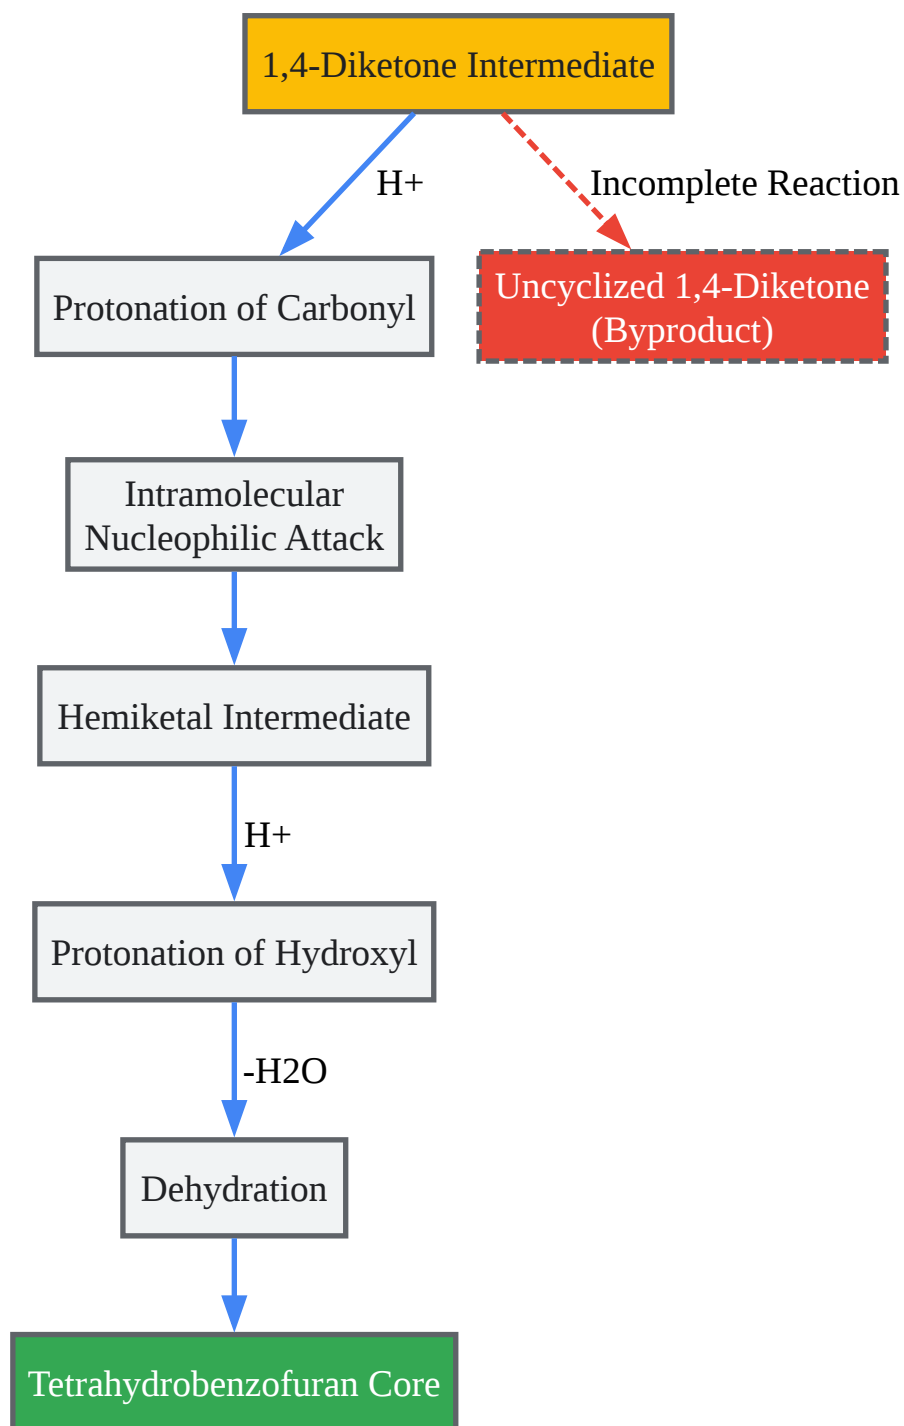 1,4-Diketone Intermediate
H+
Incomplete Reaction
Protonation of Carbonyl
Uncyclized 1,4-Diketone
(Byproduct)
Intramolecular
Nucleophilic Attack
Hemiketal Intermediate
H+
Protonation of Hydroxyl
-H2O
Dehydration
Tetrahydrobenzofuran Core